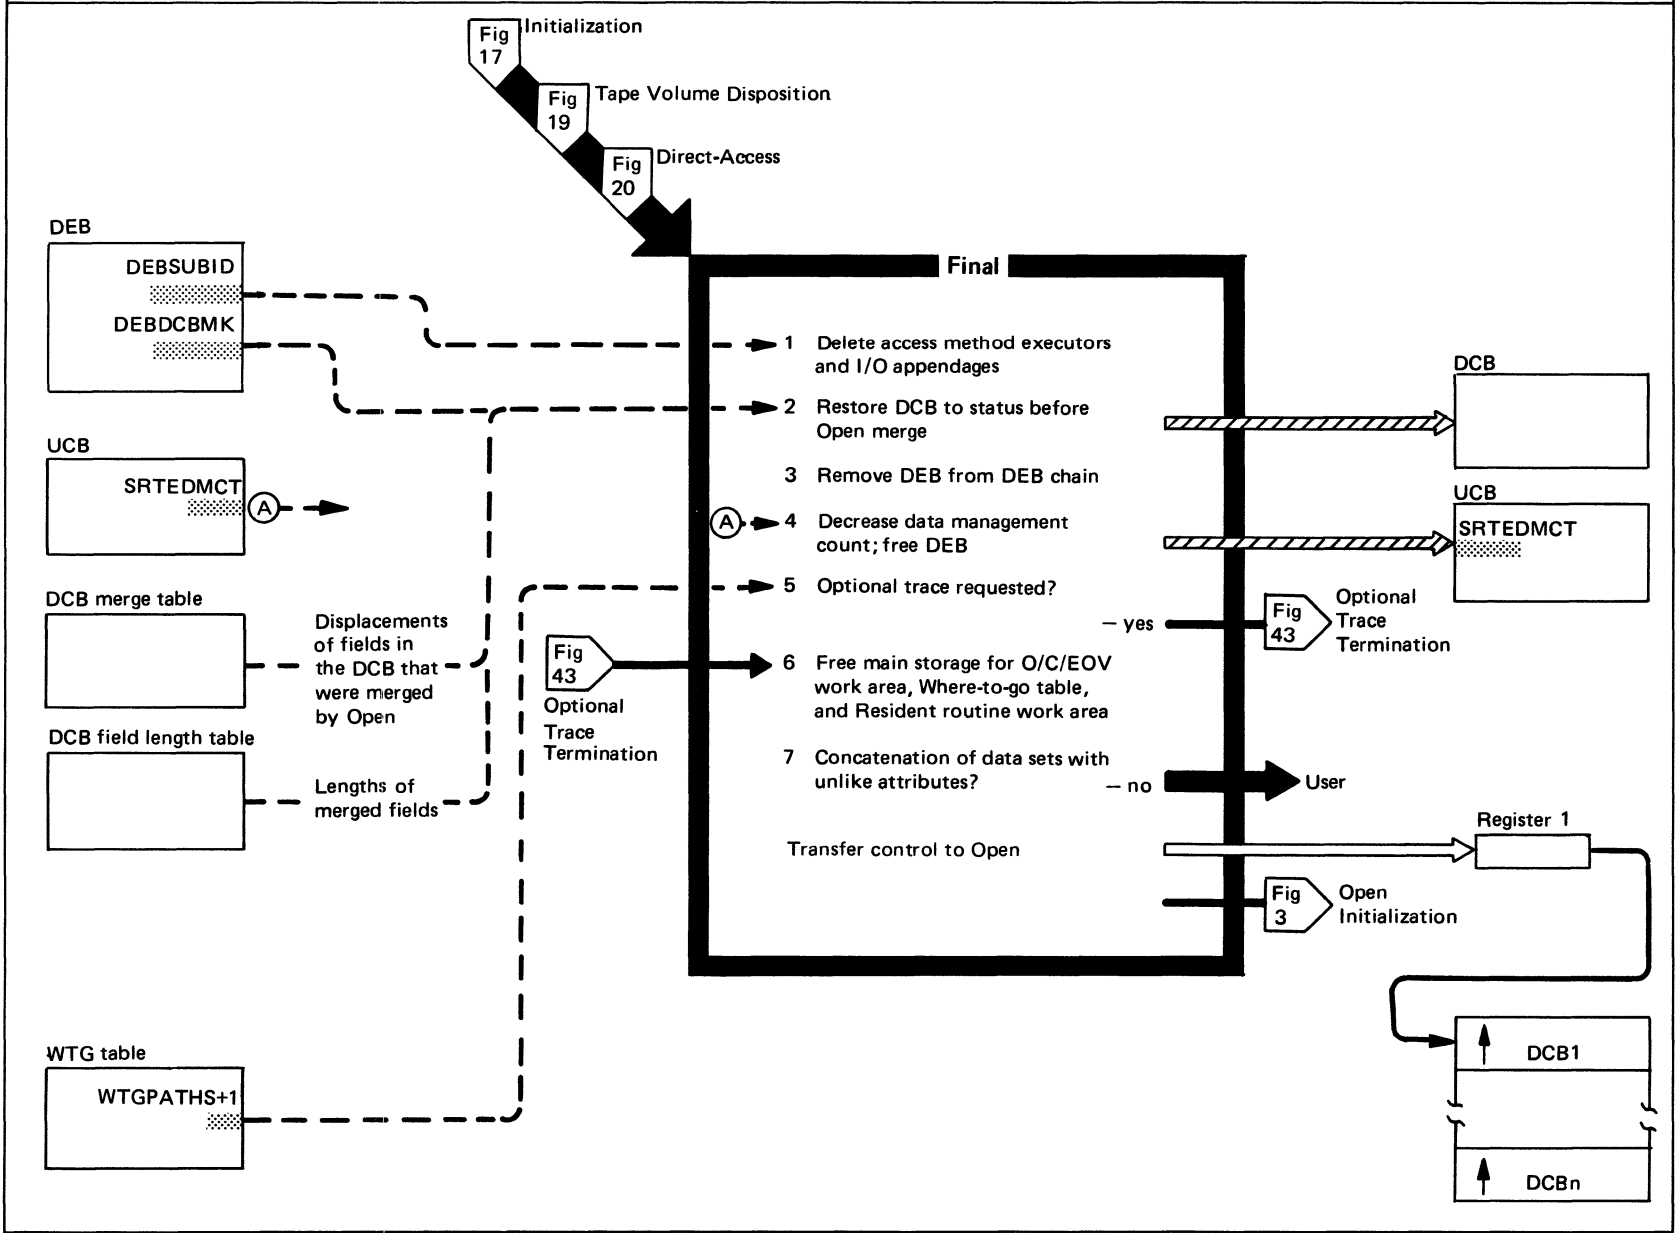 Fig
17
Initialization
Fig
19
Tape Volume Disposition
Fig
20
Direct-Access
DEB
DEBSUBID
DEBDCBMK
UCB
SRTEDMCT
A
DCB merge table
Displacements
of fields in
the DCB that
were merged
by Open
DCB field length table
Lengths of
merged fields
WTG table
WTGPATHS+1
Fig
43
Optional
Trace
Termination
Final
1 Delete access method executors
and I/O appendages
2 Restore DCB to status before
Open merge
3 Remove DEB from DEB chain
A
4 Decrease data management
count; free DEB
5 Optional trace requested?
– yes
6 Free main storage for O/C/EOV
work area, Where-to-go table,
and Resident routine work area
7 Concatenation of data sets with
unlike attributes?
– no
Transfer control to Open
DCB
UCB
SRTEDMCT
Fig
43
Optional
Trace
Termination
User
Register 1
Fig
3
Open
Initialization
DCB1
DCBn